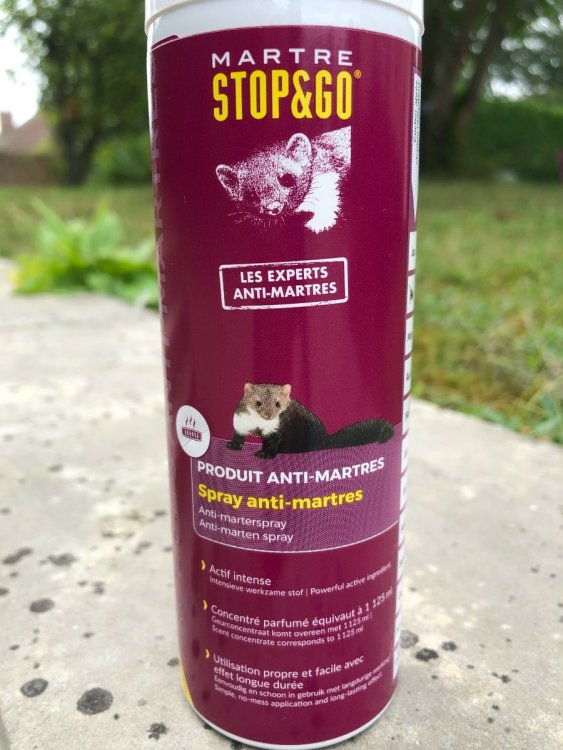 MARTRE
STOP&GO®
LES EXPERTS
ANTI-MARTRES
PRODUIT ANTI-MARTRES
Spray anti-martres
Anti-marterspray
Anti-marten spray
Actif intense
Intensieve werkzame stof | Powerful active ingredient
Concentré parfumé équivaut à 1 125 ml
Geurconcentraat komt overeen met 1125 ml |
Scent concentrate corresponds to 1125 ml
Utilisation propre et facile avec
effet longue durée
Eenvoudig en schoon in gebruik met langdurige werking |
Simple, no-mess application and long-lasting effect